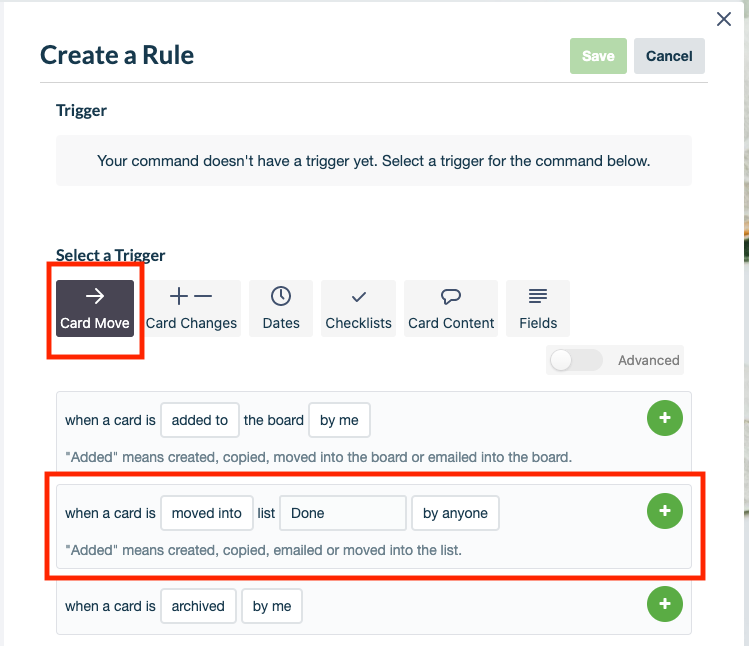 Create a Rule
Save
Cancel
Trigger
Your command doesn't have a trigger yet. Select a trigger for the command below.
Select a Trigger
Card Move
Card Changes
Dates
Checklists
Card Content
Fields
Advanced
when a card is added to the board by me
"Added" means created, copied, moved into the board or emailed into the board.
when a card is moved into list Done by anyone
"Added" means created, copied, emailed or moved into the list.
when a card is archived by me